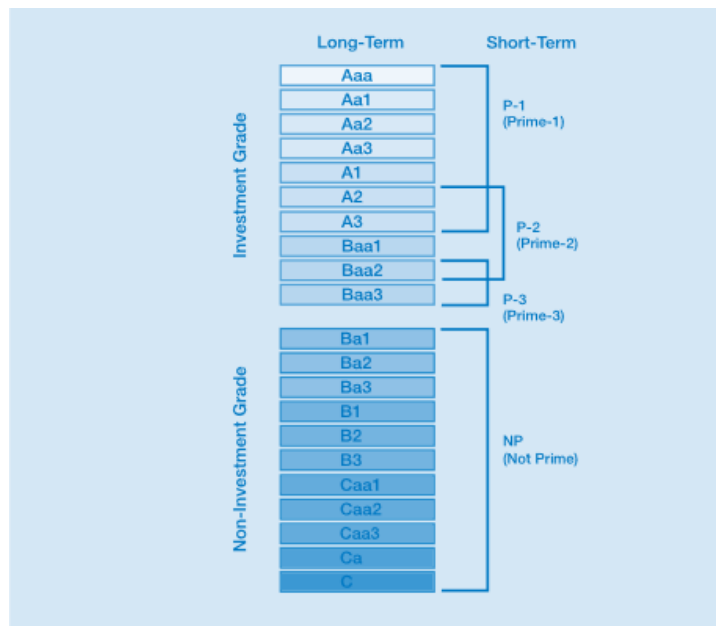 Long-Term Short-Term
Investment Grade
Aaa
Aa1
Aa2
Aa3
A1
A2
A3
Baa1
Baa2
Baa3
P-1
(Prime-1)
P-2
(Prime-2)
P-3
(Prime-3)
Non-Investment Grade
Ba1
Ba2
Ba3
B1
B2
B3
Caa1
Caa2
Caa3
Ca
C
NP
(Not Prime)